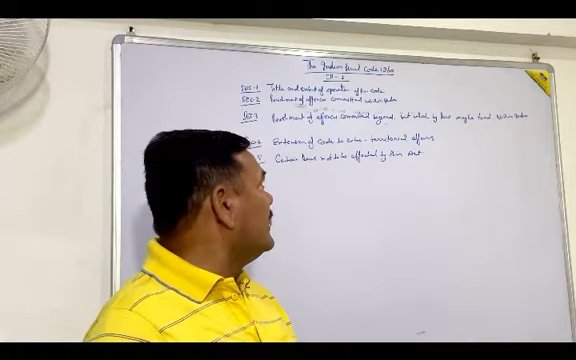 The Indian Penal Code 1860
CH - 1
SEC-1 Title and extent of operation of the code
SEC-2 Punishment of offences committed within India
SEC-3 Punishment of offences committed beyond, but which by law may be tried within India
Extension of code to extra-territorial offences
5 Certain laws not to be affected by this Act